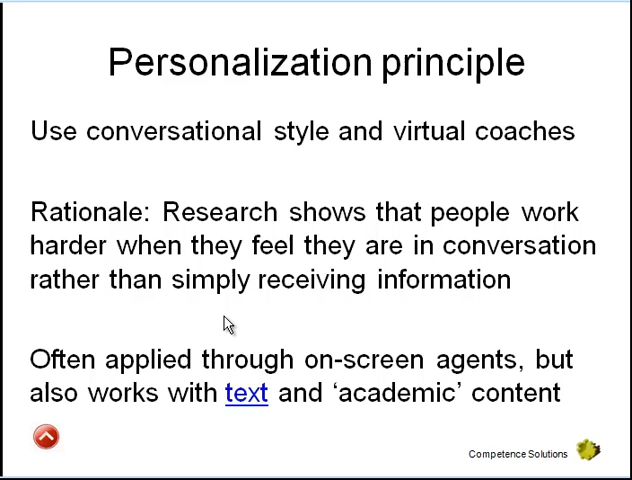 Personalization principle
Use conversational style and virtual coaches
Rationale: Research shows that people work
harder when they feel they are in conversation
rather than simply receiving information
Often applied through on-screen agents, but
also works with text and ‘academic’ content
Competence Solutions